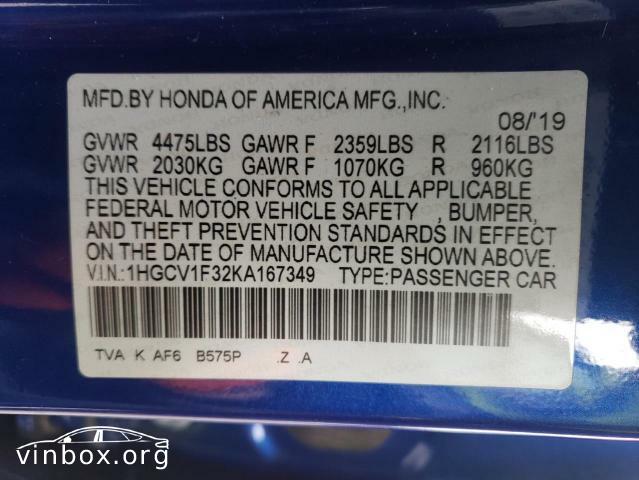 MFD.BY HONDA OF AMERICA MFG.,INC.
08/'19
GVWR 4475LBS GAWR F 2359LBS R 2116LBS
GVWR 2030KG GAWR F 1070KG R 960KG
THIS VEHICLE CONFORMS TO ALL APPLICABLE
FEDERAL MOTOR VEHICLE SAFETY , BUMPER,
AND THEFT PREVENTION STANDARDS IN EFFECT
ON THE DATE OF MANUFACTURE SHOWN ABOVE.
V.I.N.:1HGCV1F32KA167349 TYPE:PASSENGER CAR
TVA K AF6 B575P .Z .A
vinbox.org